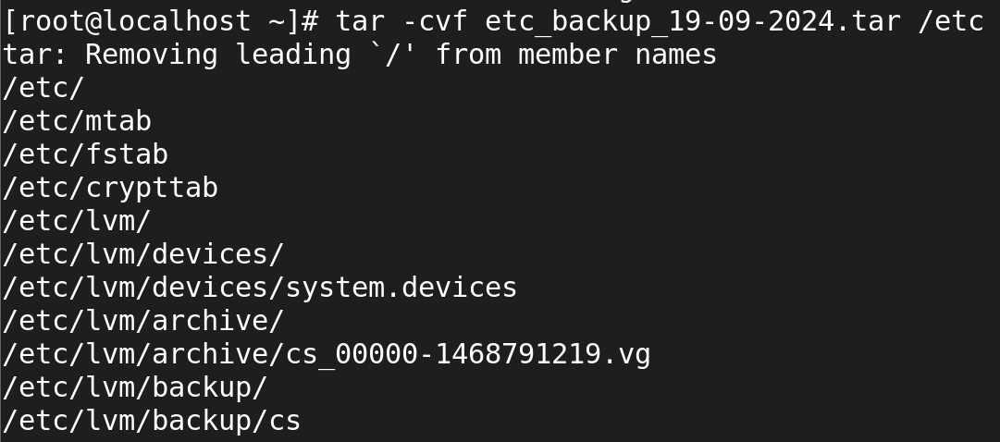 [root@localhost ~]# tar -cvf etc_backup_19-09-2024.tar /etc
tar: Removing leading `/' from member names
/etc/
/etc/mtab
/etc/fstab
/etc/crypttab
/etc/lvm/
/etc/lvm/devices/
/etc/lvm/devices/system.devices
/etc/lvm/archive/
/etc/lvm/archive/cs_00000-1468791219.vg
/etc/lvm/backup/
/etc/lvm/backup/cs